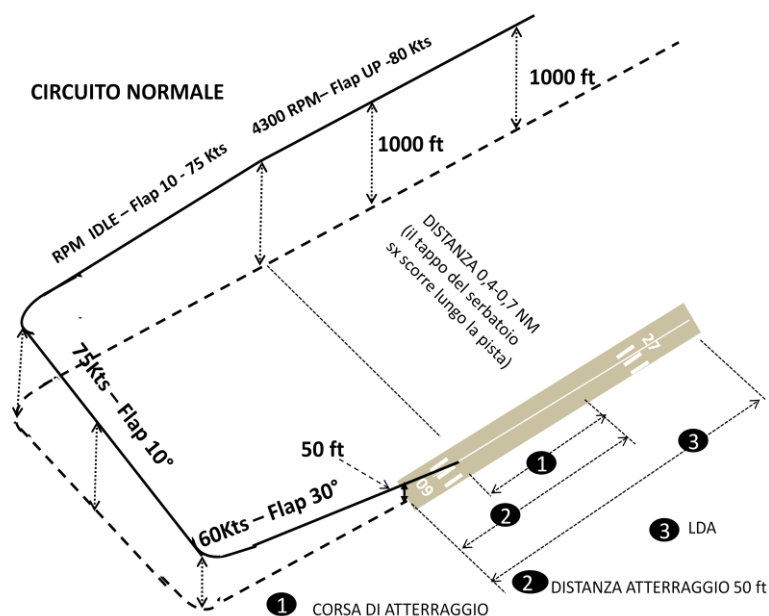 1000 ft
CIRCUITO NORMALE
4300 RPM– Flap UP -80 Kts
1000 ft
RPM IDLE – Flap 10 - 75 Kts
DISTANZA 0,4-0,7 NM
(il tappo del serbatoio
sx scorre lungo la
pista)
27
75Kts – Flap 10°
50 ft
09
60Kts – Flap 30°
1
2
3
3 LDA
2 DISTANZA ATTERRAGGIO 50 ft
1 CORSA DI ATTERRAGGIO